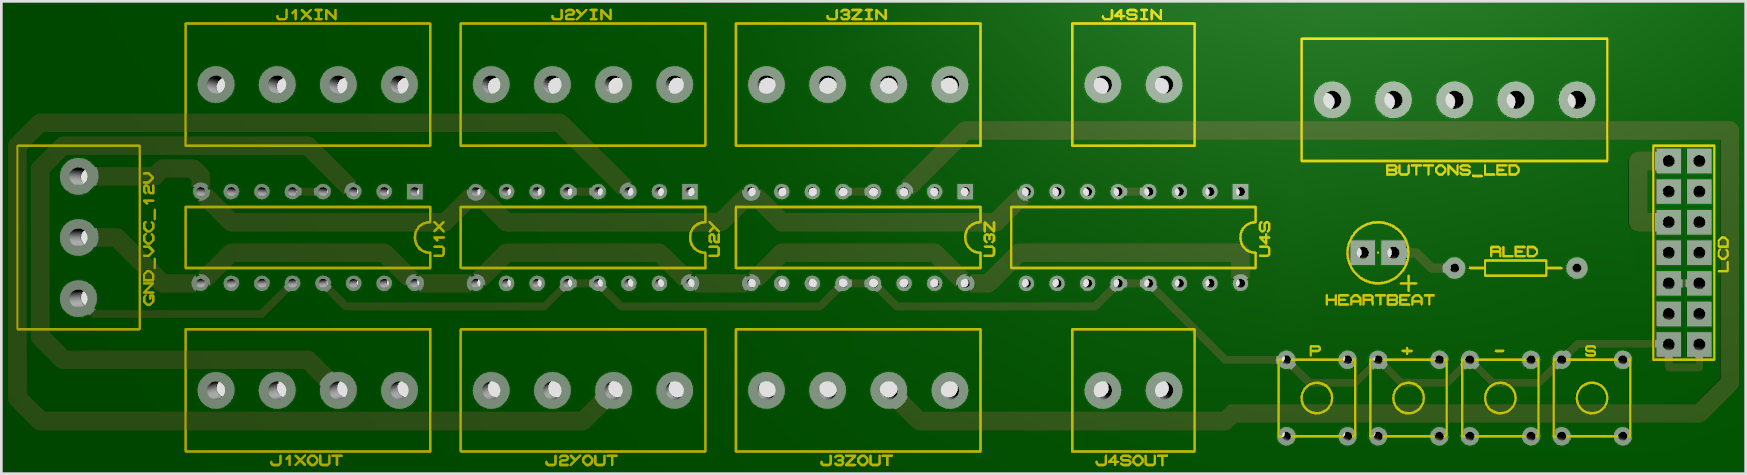 J1XIN
J2YIN
J3ZIN
J4SIN
BUTTONS_LED
GND_VCC_12V
U1X
U2Y
U3Z
U4S
RLED
LCD
+
HEARTBEAT
P
+
-
S
J1XOUT
J2YOUT
J3ZOUT
J4SOUT